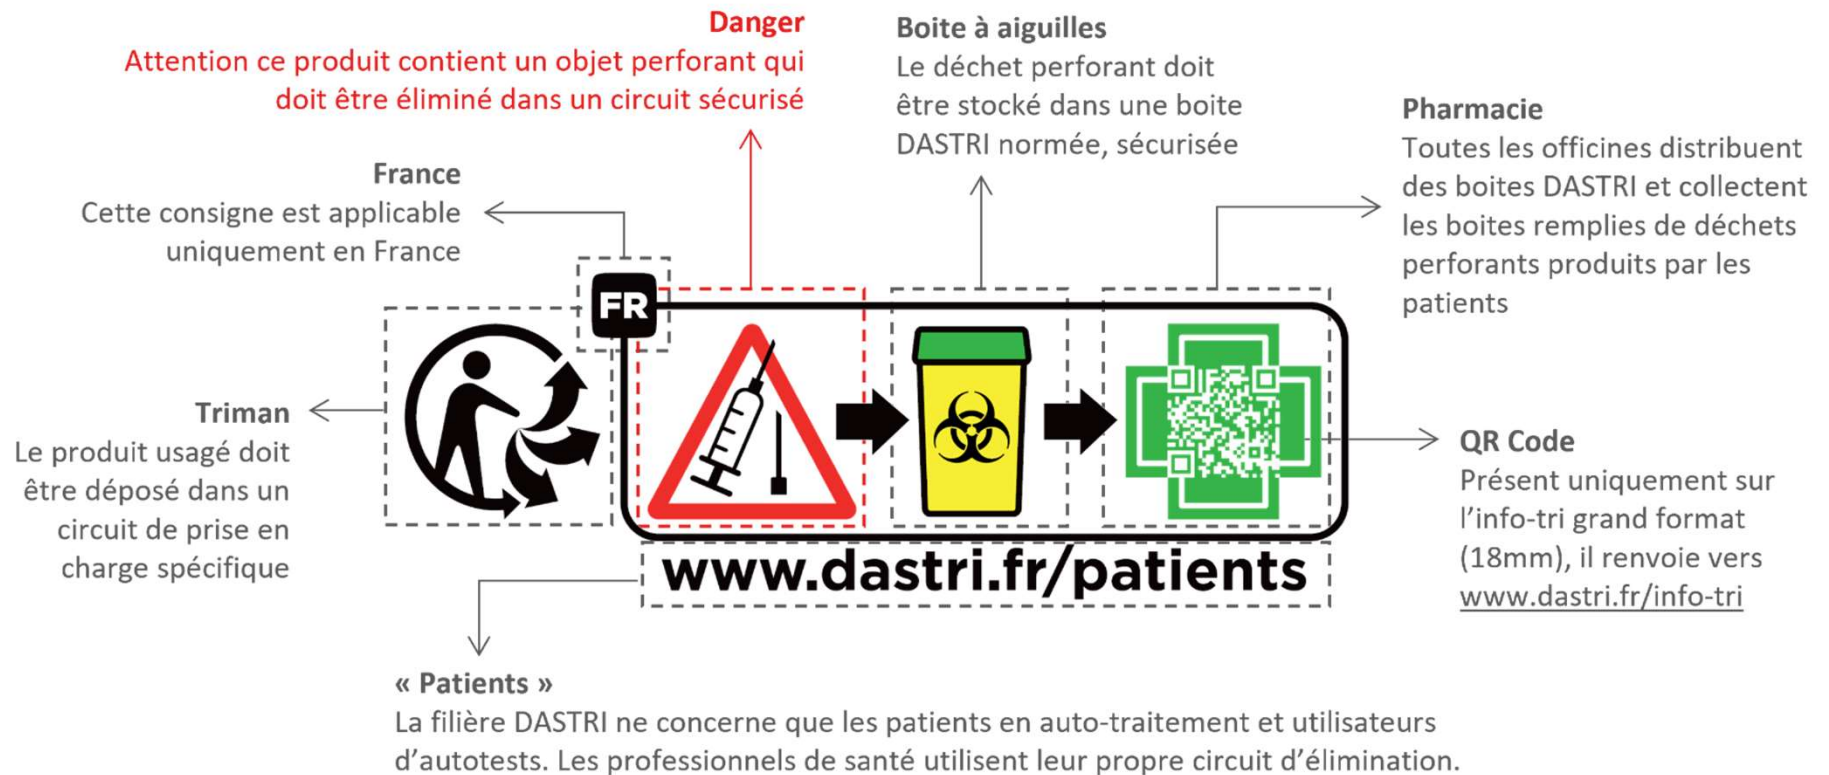 Danger
Attention ce produit contient un objet perforant qui
doit être éliminé dans un circuit sécurisé
Boite à aiguilles
Le déchet perforant doit
être stocké dans une boite
DASTRI normée, sécurisée
Pharmacie
Toutes les officines distribuent
des boites DASTRI et collectent
les boites remplies de déchets
perforants produits par les
patients
France
Cette consigne est applicable
uniquement en France
FR
Triman
Le produit usagé doit
être déposé dans un
circuit de prise en
charge spécifique
QR Code
Présent uniquement sur
l’info-tri grand format
(18mm), il renvoie vers
www.dastri.fr/info-tri
www.dastri.fr/patients
« Patients »
La filière DASTRI ne concerne que les patients en auto-traitement et utilisateurs
d’autotests. Les professionnels de santé utilisent leur propre circuit d’élimination.